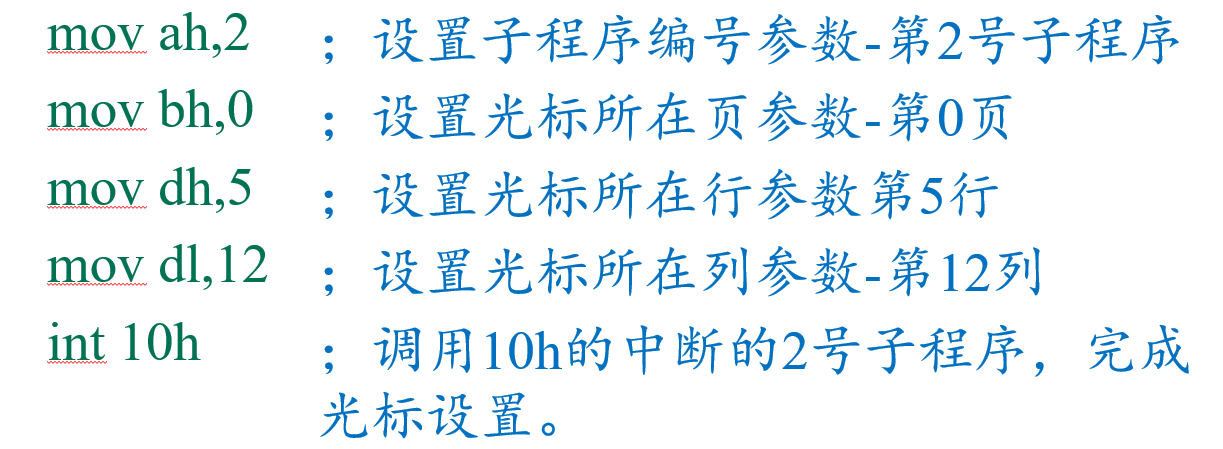 mov ah,2 ；设置子程序编号参数-第2号子程序
mov bh,0 ；设置光标所在页参数-第0页
mov dh,5 ；设置光标所在行参数第5行
mov dl,12 ；设置光标所在列参数-第12列
int 10h ；调用10h的中断的2号子程序，完成
光标设置。